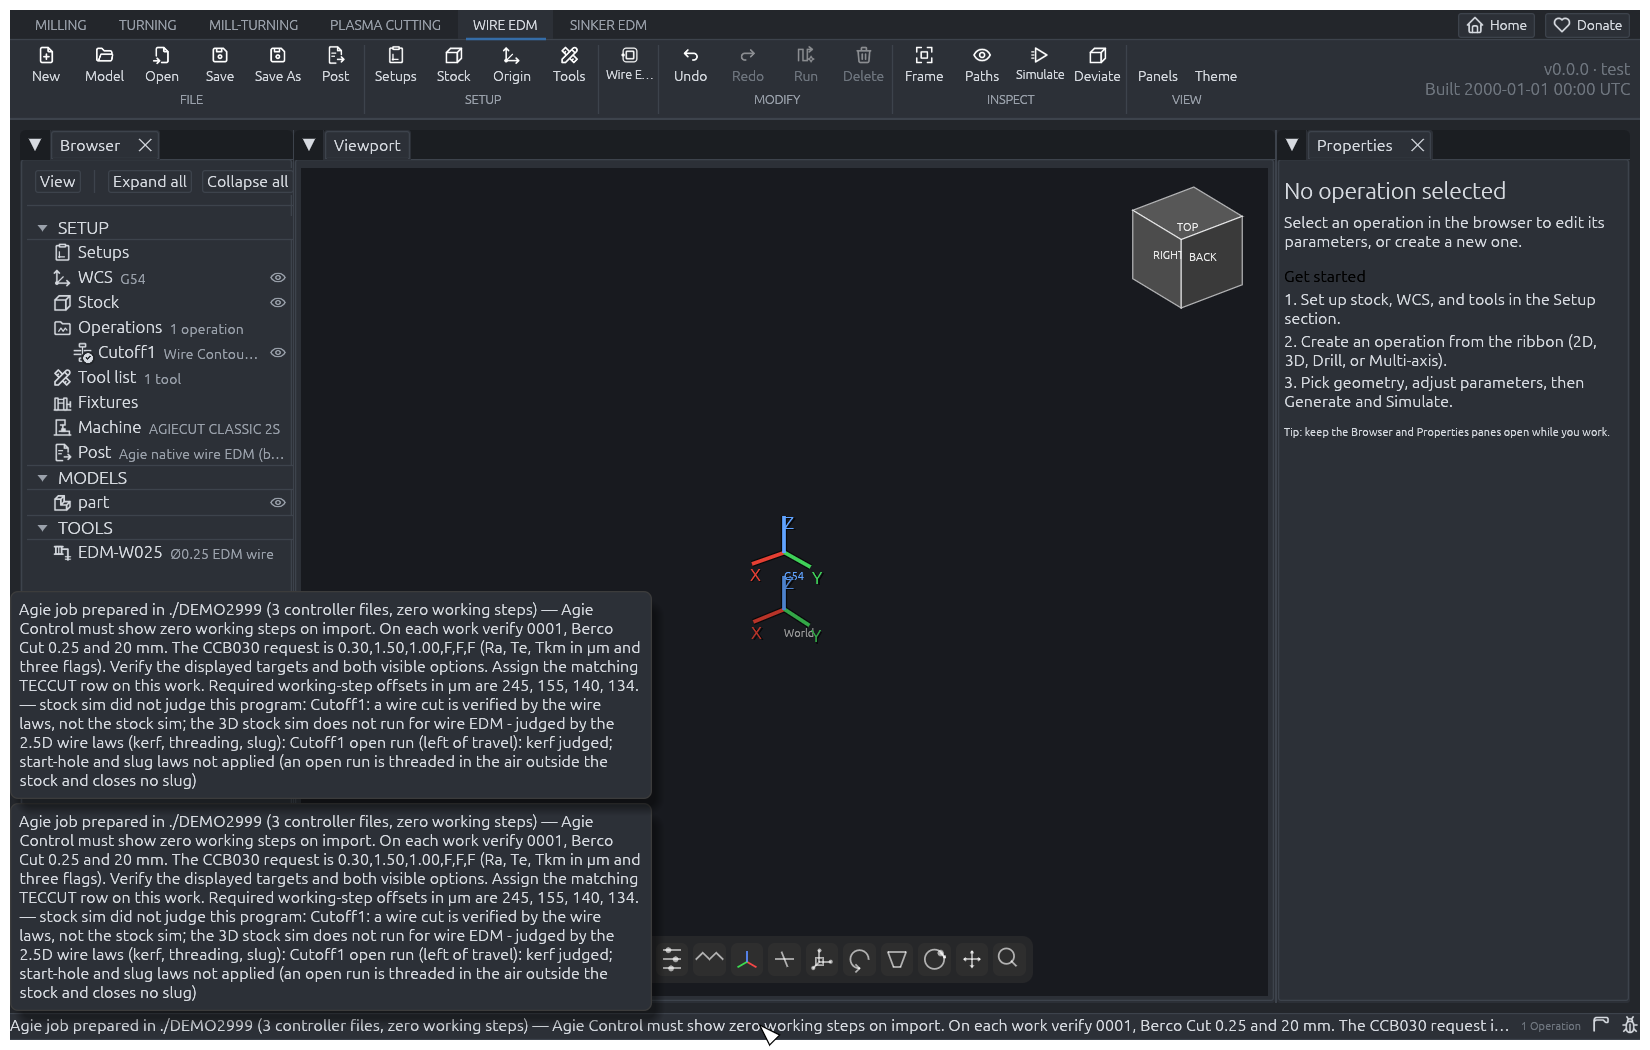 MILLING TURNING MILL-TURNING PLASMA CUTTING WIRE EDM SINKER EDM Home Donate
New Model Open Save Save As Post Setups Stock Origin Tools Wire E... Undo Redo Run Delete Frame Paths Simulate Deviate Panels Theme
FILE SETUP MODIFY INSPECT VIEW
v0.0.0 · test
Built 2000-01-01 00:00 UTC
Browser Viewport Properties
View Expand all Collapse all
SETUP
Setups
WCS G54
Stock
Operations 1 operation
Cutoff1 Wire Contou...
Tool list 1 tool
Fixtures
Machine AGIECUT CLASSIC 2S
Post Agie native wire EDM (b...
MODELS
part
TOOLS
EDM-W025 Ø0.25 EDM wire
TOP
RIGHT BACK
Z
X G54 Y
Z
X World Y
No operation selected
Select an operation in the browser to edit its
parameters, or create a new one.
Get started
1. Set up stock, WCS, and tools in the Setup
section.
2. Create an operation from the ribbon (2D,
3D, Drill, or Multi-axis).
3. Pick geometry, adjust parameters, then
Generate and Simulate.
Tip: keep the Browser and Properties panes open while you work.
Agie job prepared in ./DEMO2999 (3 controller files, zero working steps) — Agie
Control must show zero working steps on import. On each work verify 0001, Berco
Cut 0.25 and 20 mm. The CCB030 request is 0.30,1.50,1.00,F,F,F (Ra, Te, Tkm in µm and
three flags). Verify the displayed targets and both visible options. Assign the matching
TECCUT row on this work. Required working-step offsets in µm are 245, 155, 140, 134.
— stock sim did not judge this program: Cutoff1: a wire cut is verified by the wire
laws, not the stock sim; the 3D stock sim does not run for wire EDM - judged by the
2.5D wire laws (kerf, threading, slug): Cutoff1 open run (left of travel): kerf judged;
start-hole and slug laws not applied (an open run is threaded in the air outside the
stock and closes no slug)
Agie job prepared in ./DEMO2999 (3 controller files, zero working steps) — Agie
Control must show zero working steps on import. On each work verify 0001, Berco
Cut 0.25 and 20 mm. The CCB030 request is 0.30,1.50,1.00,F,F,F (Ra, Te, Tkm in µm and
three flags). Verify the displayed targets and both visible options. Assign the matching
TECCUT row on this work. Required working-step offsets in µm are 245, 155, 140, 134.
— stock sim did not judge this program: Cutoff1: a wire cut is verified by the wire
laws, not the stock sim; the 3D stock sim does not run for wire EDM - judged by the
2.5D wire laws (kerf, threading, slug): Cutoff1 open run (left of travel): kerf judged;
start-hole and slug laws not applied (an open run is threaded in the air outside the
stock and closes no slug)
Agie job prepared in ./DEMO2999 (3 controller files, zero working steps) — Agie Control must show zero working steps on import. On each work verify 0001, Berco Cut 0.25 and 20 mm. The CCB030 request i... 1 Operation